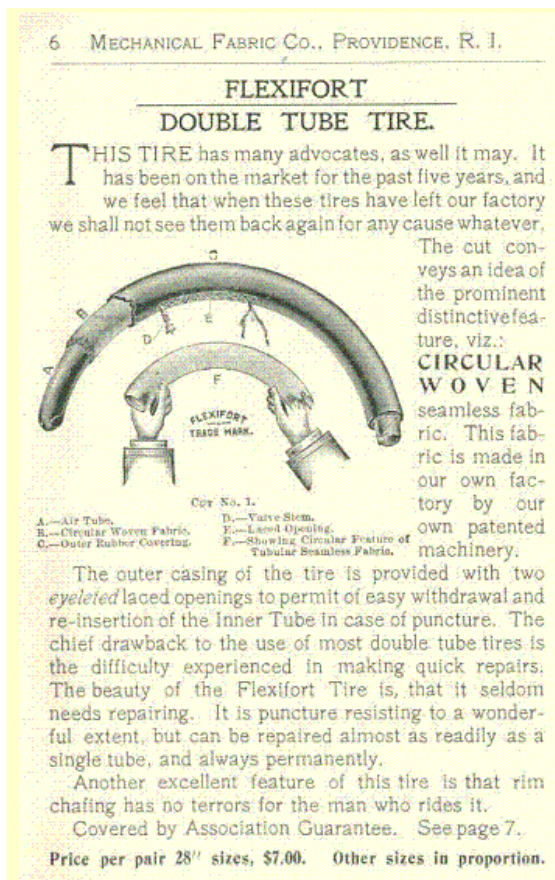 6 MECHANICAL FABRIC CO., PROVIDENCE, R. I.
FLEXIFORT
DOUBLE TUBE TIRE.
THIS TIRE has many advocates, as well it may. It
has been on the market for the past five years, and
we feel that when these tires have left our factory
we shall not see them back again for any cause whatever.
The cut con-
veys an idea of
the prominent
distinctive fea-
ture, viz.:
CIRCULAR
WOVEN
seamless fab-
ric. This fab-
ric is made in
our own fac-
tory by our
own patented
machinery.
C
B
A
D
E
F
FLEXIFORT
TRADE MARK.
CUT NO. 1.
A.—Air Tube.
B.—Circular Woven Fabric.
C.—Outer Rubber Covering.
D.—Valve Stem.
E.—Laced Opening.
F.—Showing Circular Feature of
Tubular Seamless Fabric.
The outer casing of the tire is provided with two
eyeleted laced openings to permit of easy withdrawal and
re-insertion of the Inner Tube in case of puncture. The
chief drawback to the use of most double tube tires is
the difficulty experienced in making quick repairs.
The beauty of the Flexifort Tire is, that it seldom
needs repairing. It is puncture resisting to a wonder-
ful extent, but can be repaired almost as readily as a
single tube, and always permanently.
Another excellent feature of this tire is that rim
chafing has no terrors for the man who rides it.
Covered by Association Guarantee. See page 7.
Price per pair 28" sizes, $7.00. Other sizes in proportion.